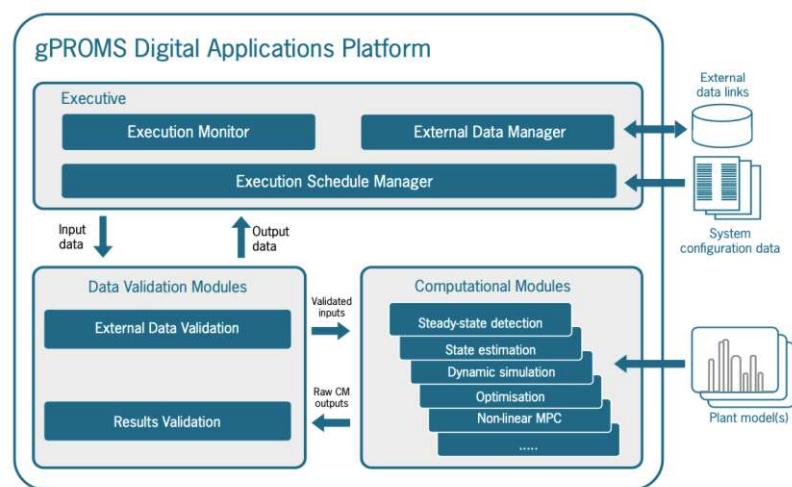 gPROMS Digital Applications Platform
Executive
Execution Monitor
External Data Manager
Execution Schedule Manager
External
data links
System
configuration data
Input
data
Output
data
Data Validation Modules
External Data Validation
Results Validation
Validated
inputs
Raw CM
outputs
Computational Modules
Steady-state detection
State estimation
Dynamic simulation
Optimisation
Non-linear MPC
.....
Plant model(s)